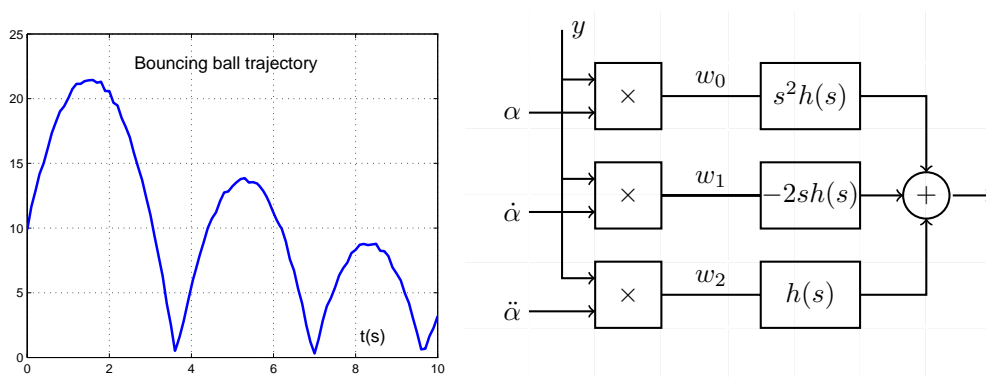 Bouncing ball trajectory
25
20
15
10
5
0
0 2 4 6 8 10
t(s)
y
α × w₀ s²h(s)
α̇ × w₁ −2sh(s) +
α̈ × w₂ h(s)